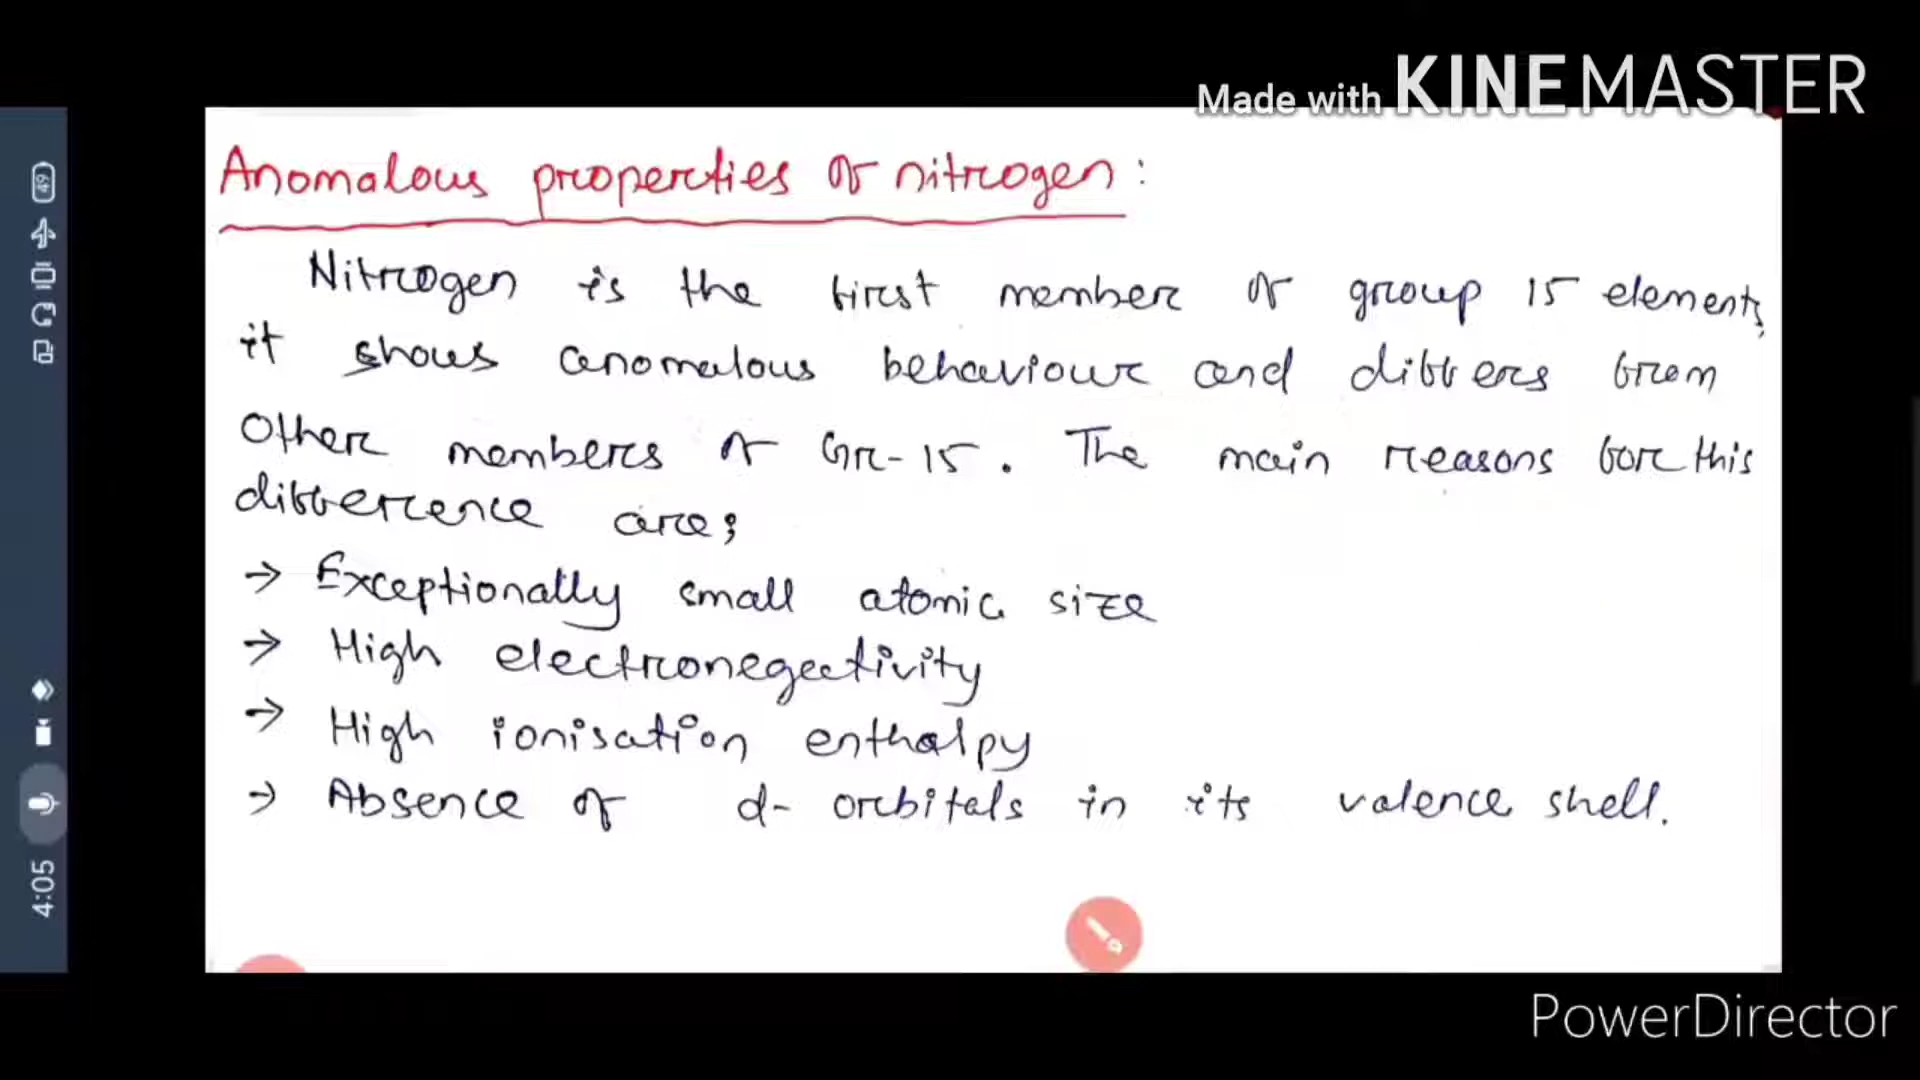 Made with KINEMASTER
Anomalous properties of nitrogen:
Nitrogen is the first member of group 15 elements,
it shows anomalous behaviour and differs from
Other members of Gr-15. The main reasons for this
difference are;
→ Exceptionally small atomic size
→ High electronegativity
→ High ionisation enthalpy
→ Absence of d- orbitals in its valence shell.
49
4:05
PowerDirector